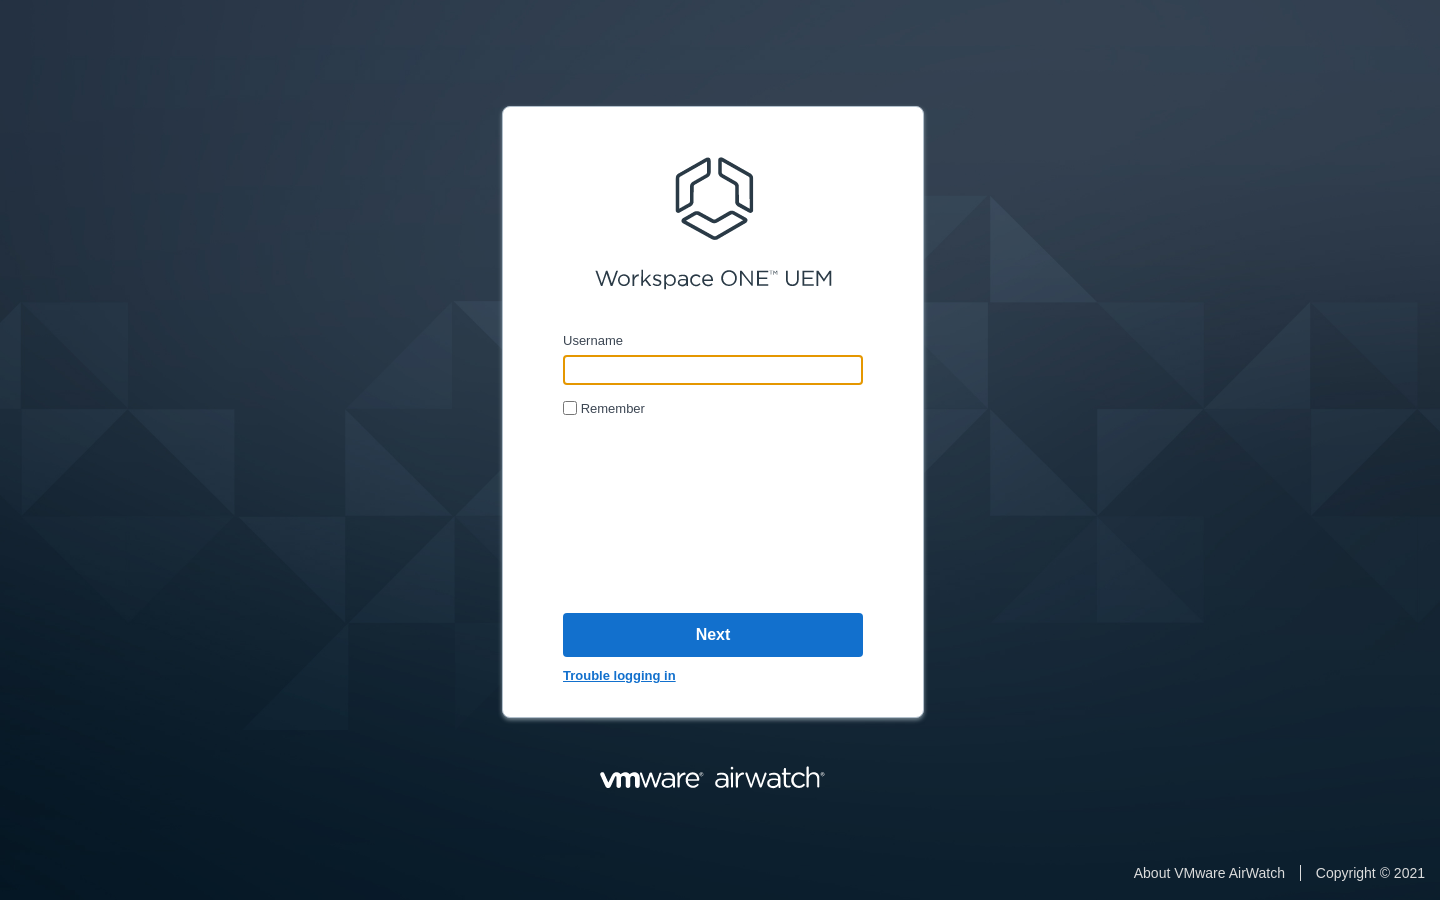 Workspace ONE™ UEM
Username
Remember
Next
Trouble logging in
vmware® airwatch®
About VMware AirWatch
Copyright © 2021